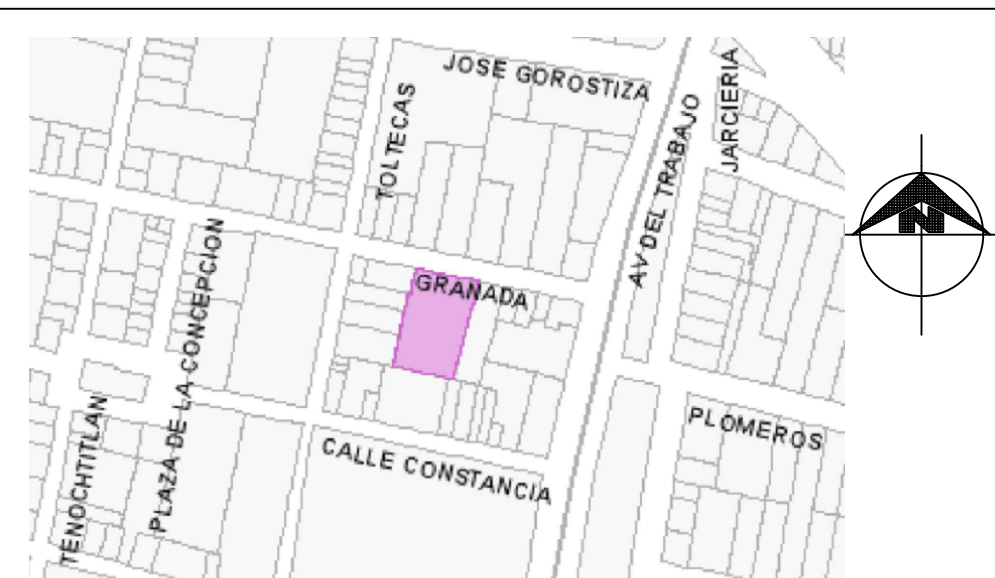 JOSE GOROSTIZA
JARCIERIA
TOLTECAS
AV DEL TRABAJO
N
PLAZA DE LA CONCEPCION
GRANADA
TENOCHTITLAN
PLOMEROS
CALLE CONSTANCIA